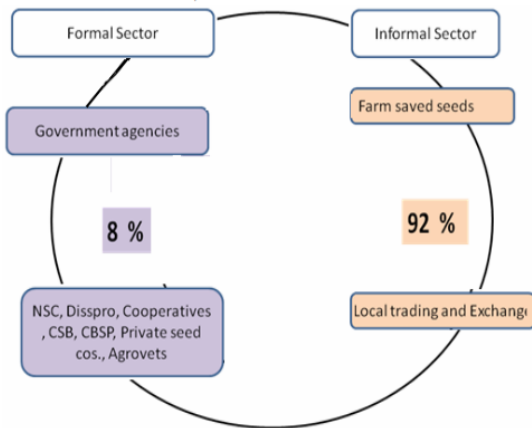 Formal Sector
Informal Sector
Farm saved seeds
Government agencies
8 %
92 %
NSC, Disspro, Cooperatives
, CSB, CBSP, Private seed
cos., Agrovets
Local trading and Exchange